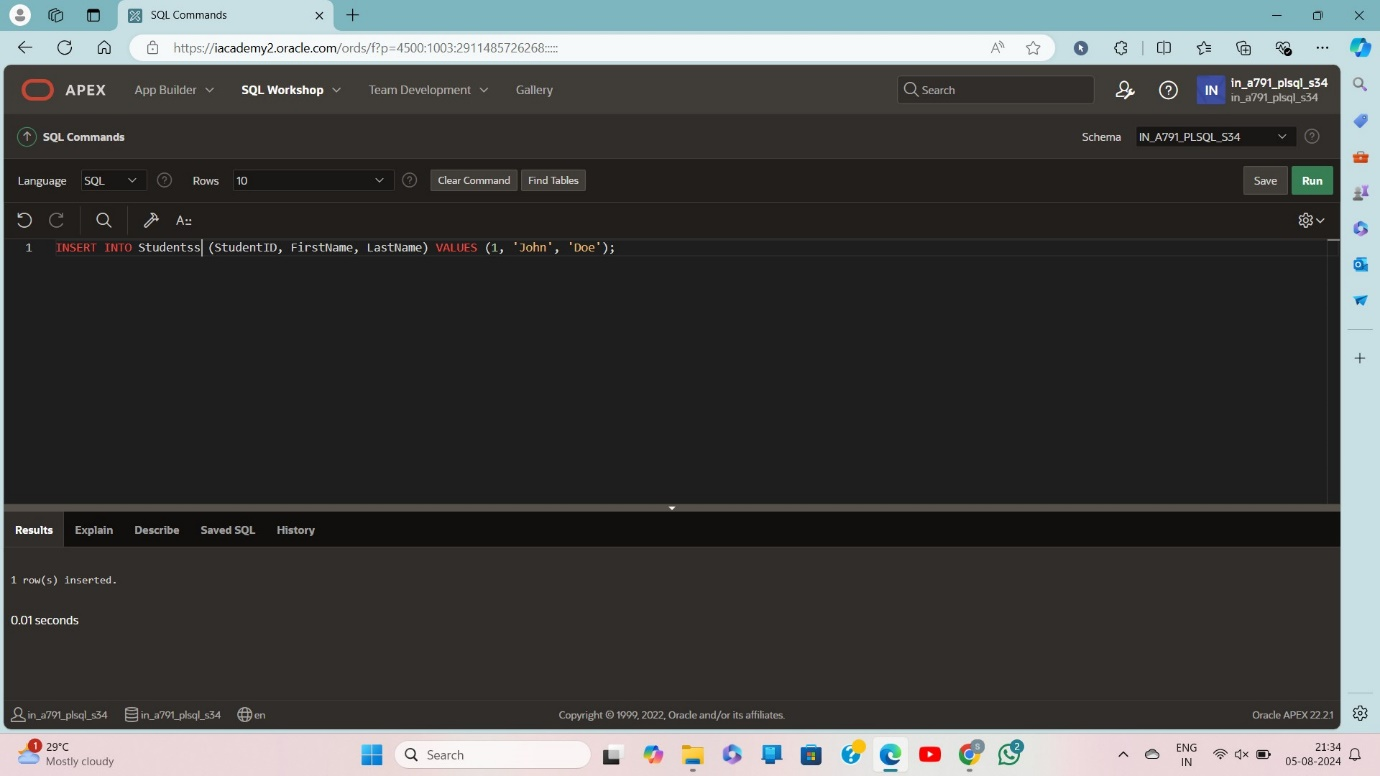 SQL Commands
https://iacademy2.oracle.com/ords/f?p=4500:1003:2911485726268:::::
APEX App Builder SQL Workshop Team Development Gallery Search IN in_a791_plsql_s34
in_a791_plsql_s34
SQL Commands Schema IN_A791_PLSQL_S34
Language SQL Rows 10 Clear Command Find Tables Save Run
A::
1 INSERT INTO Studentss (StudentID, FirstName, LastName) VALUES (1, 'John', 'Doe');
Results Explain Describe Saved SQL History
1 row(s) inserted.
0.01 seconds
in_a791_plsql_s34 in_a791_plsql_s34 en Copyright © 1999, 2022, Oracle and/or its affiliates. Oracle APEX 22.2.1
1 29°C
Mostly cloudy
Search
2
ENG
IN
21:34
05-08-2024